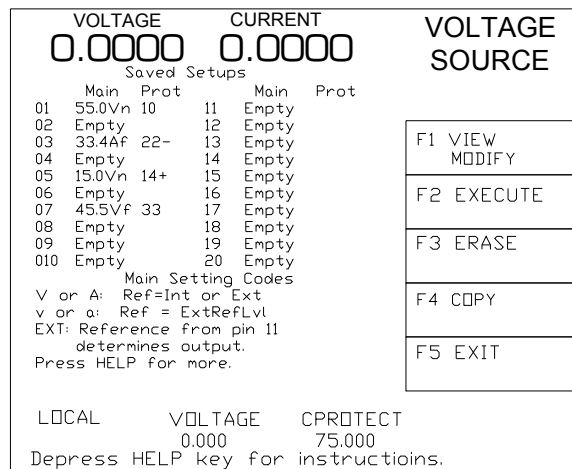 VOLTAGE CURRENT
0.0000 0.0000
Saved Setups
Main Prot Main Prot
01 55.0Vn 10 11 Empty
02 Empty 12 Empty
03 33.4Af 22- 13 Empty
04 Empty 14 Empty
05 15.0Vn 14+ 15 Empty
06 Empty 16 Empty
07 45.5Vf 33 17 Empty
08 Empty 18 Empty
09 Empty 19 Empty
010 Empty 20 Empty
Main Setting Codes
V or A: Ref=Int or Ext
v or a: Ref = ExtRefLvl
EXT: Reference from pin 11
determines output.
Press HELP for more.
LOCAL VOLTAGE CPROTECT
0.000 75.000
Depress HELP key for instructioins.
VOLTAGE
SOURCE
F1 VIEW
MODIFY
F2 EXECUTE
F3 ERASE
F4 COPY
F5 EXIT